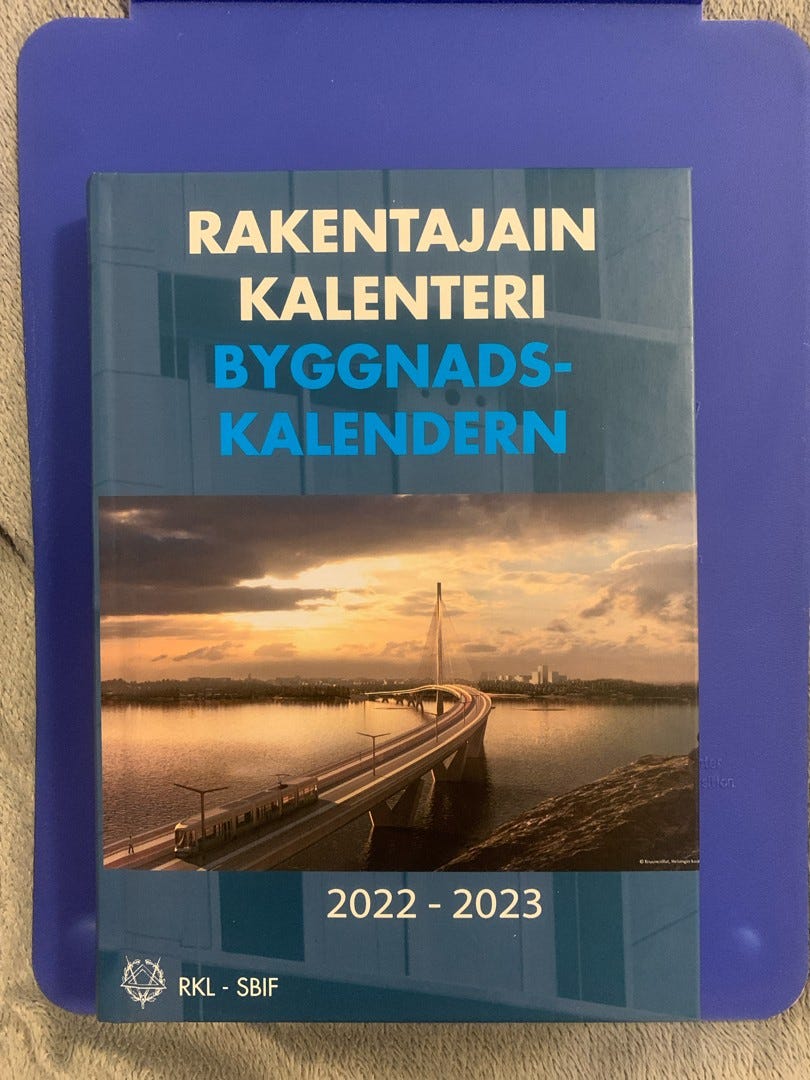 RAKENTAJAIN
KALENTERI
BYGGNADS-
KALENDERN
2022 - 2023
RKL - SBIF